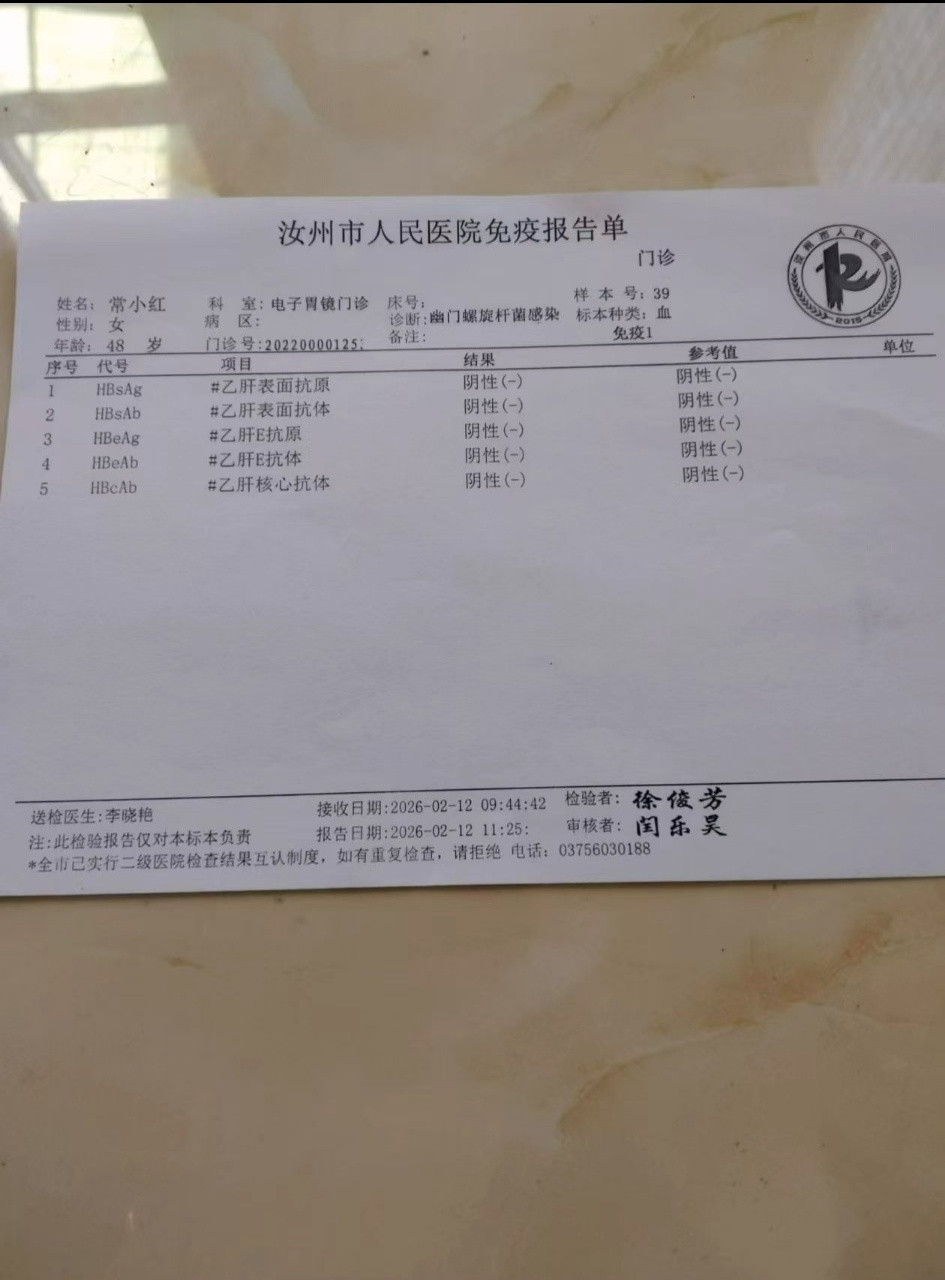 汝州市人民医院免疫报告单
门诊
汝州市人民医院
2015
姓名: 常小红 科 室: 电子胃镜门诊 床号: 样 本 号: 39
性别: 女 病 区: 诊断: 幽门螺旋杆菌感染 标本种类: 血
年龄: 48 岁 门诊号: 20220000125 备注: 免疫1
序号 代号 项目 结果 参考值 单位
1 HBsAg #乙肝表面抗原 阴性(-) 阴性(-)
2 HBsAb #乙肝表面抗体 阴性(-) 阴性(-)
3 HBeAg #乙肝E抗原 阴性(-) 阴性(-)
4 HBeAb #乙肝E抗体 阴性(-) 阴性(-)
5 HBcAb #乙肝核心抗体 阴性(-) 阴性(-)
送检医生: 李晓艳 接收日期: 2026-02-12 09:44:42 检验者: 徐俊芳
注: 此检验报告仅对本标本负责 报告日期: 2026-02-12 11:25: 审核者: 闫乐昊
*全市已实行二级医院检查结果互认制度, 如有重复检查, 请拒绝 电话: 03756030188